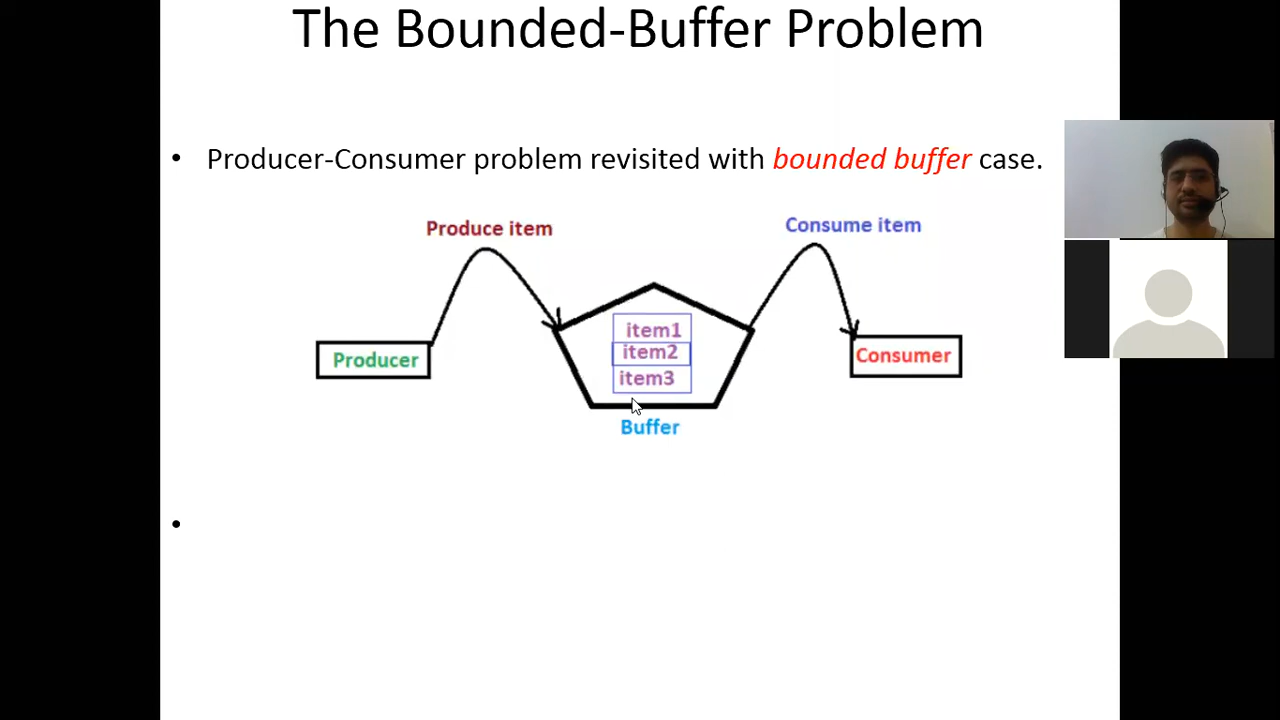 The Bounded-Buffer Problem
• Producer-Consumer problem revisited with bounded buffer case.
Produce item
Consume item
item1
item2
item3
Producer
Consumer
Buffer
•